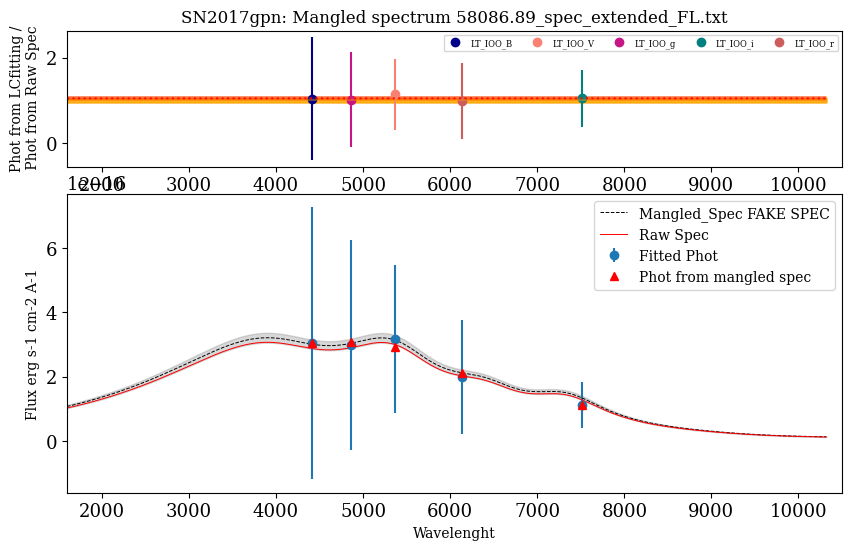 SN2017gpn: Mangled spectrum 58086.89_spec_extended_FL.txt
Phot from LCfitting /
Phot from Raw Spec
2
0
LT_IOO_B LT_IOO_V LT_IOO_g LT_IOO_i LT_IOO_r
2000 3000 4000 5000 6000 7000 8000 9000 10000
1e−16
Flux erg s-1 cm-2 A-1
6
4
2
0
Mangled_Spec FAKE SPEC
Raw Spec
Fitted Phot
Phot from mangled spec
2000 3000 4000 5000 6000 7000 8000 9000 10000
Wavelenght